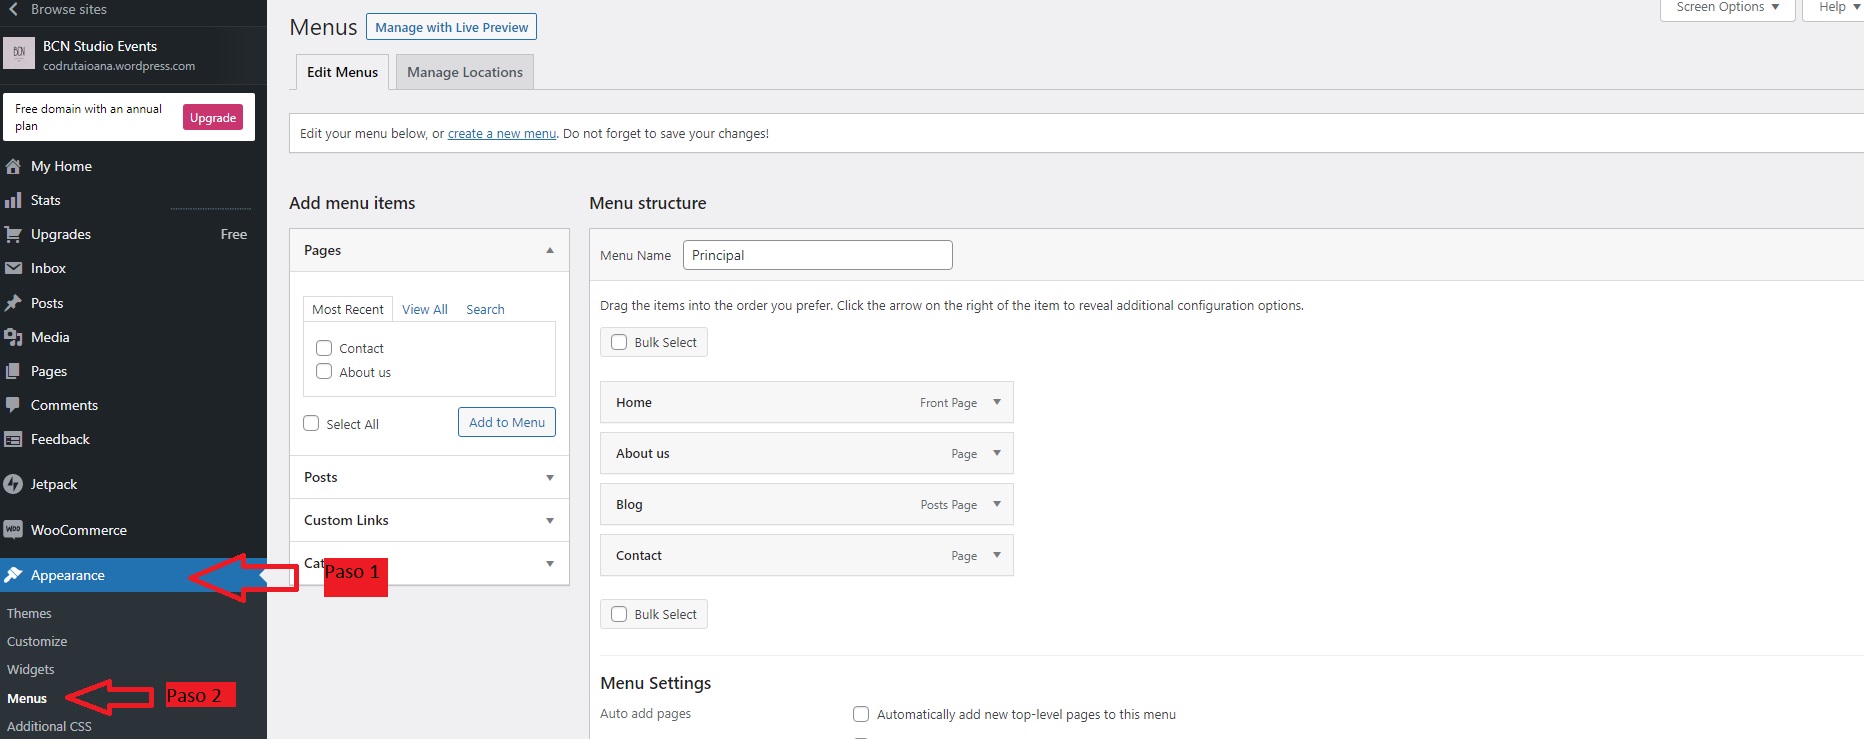 Browse sites
BCN
BCN Studio Events
codrutaioana.wordpress.com
Free domain with an annual
plan
Upgrade
My Home
Stats
Upgrades Free
Inbox
Posts
Media
Pages
Comments
Feedback
Jetpack
WOO WooCommerce
Appearance
Paso 1
Themes
Customize
Widgets
Menus
Paso 2
Additional CSS
Menus Manage with Live Preview
Screen Options ▼ Help ▼
Edit Menus Manage Locations
Edit your menu below, or create a new menu. Do not forget to save your changes!
Add menu items
Pages
Most Recent View All Search
Contact
About us
Select All Add to Menu
Posts
Custom Links
Menu structure
Menu Name Principal
Drag the items into the order you prefer. Click the arrow on the right of the item to reveal additional configuration options.
Bulk Select
Home Front Page
About us Page
Blog Posts Page
Contact Page
Bulk Select
Menu Settings
Auto add pages Automatically add new top-level pages to this menu